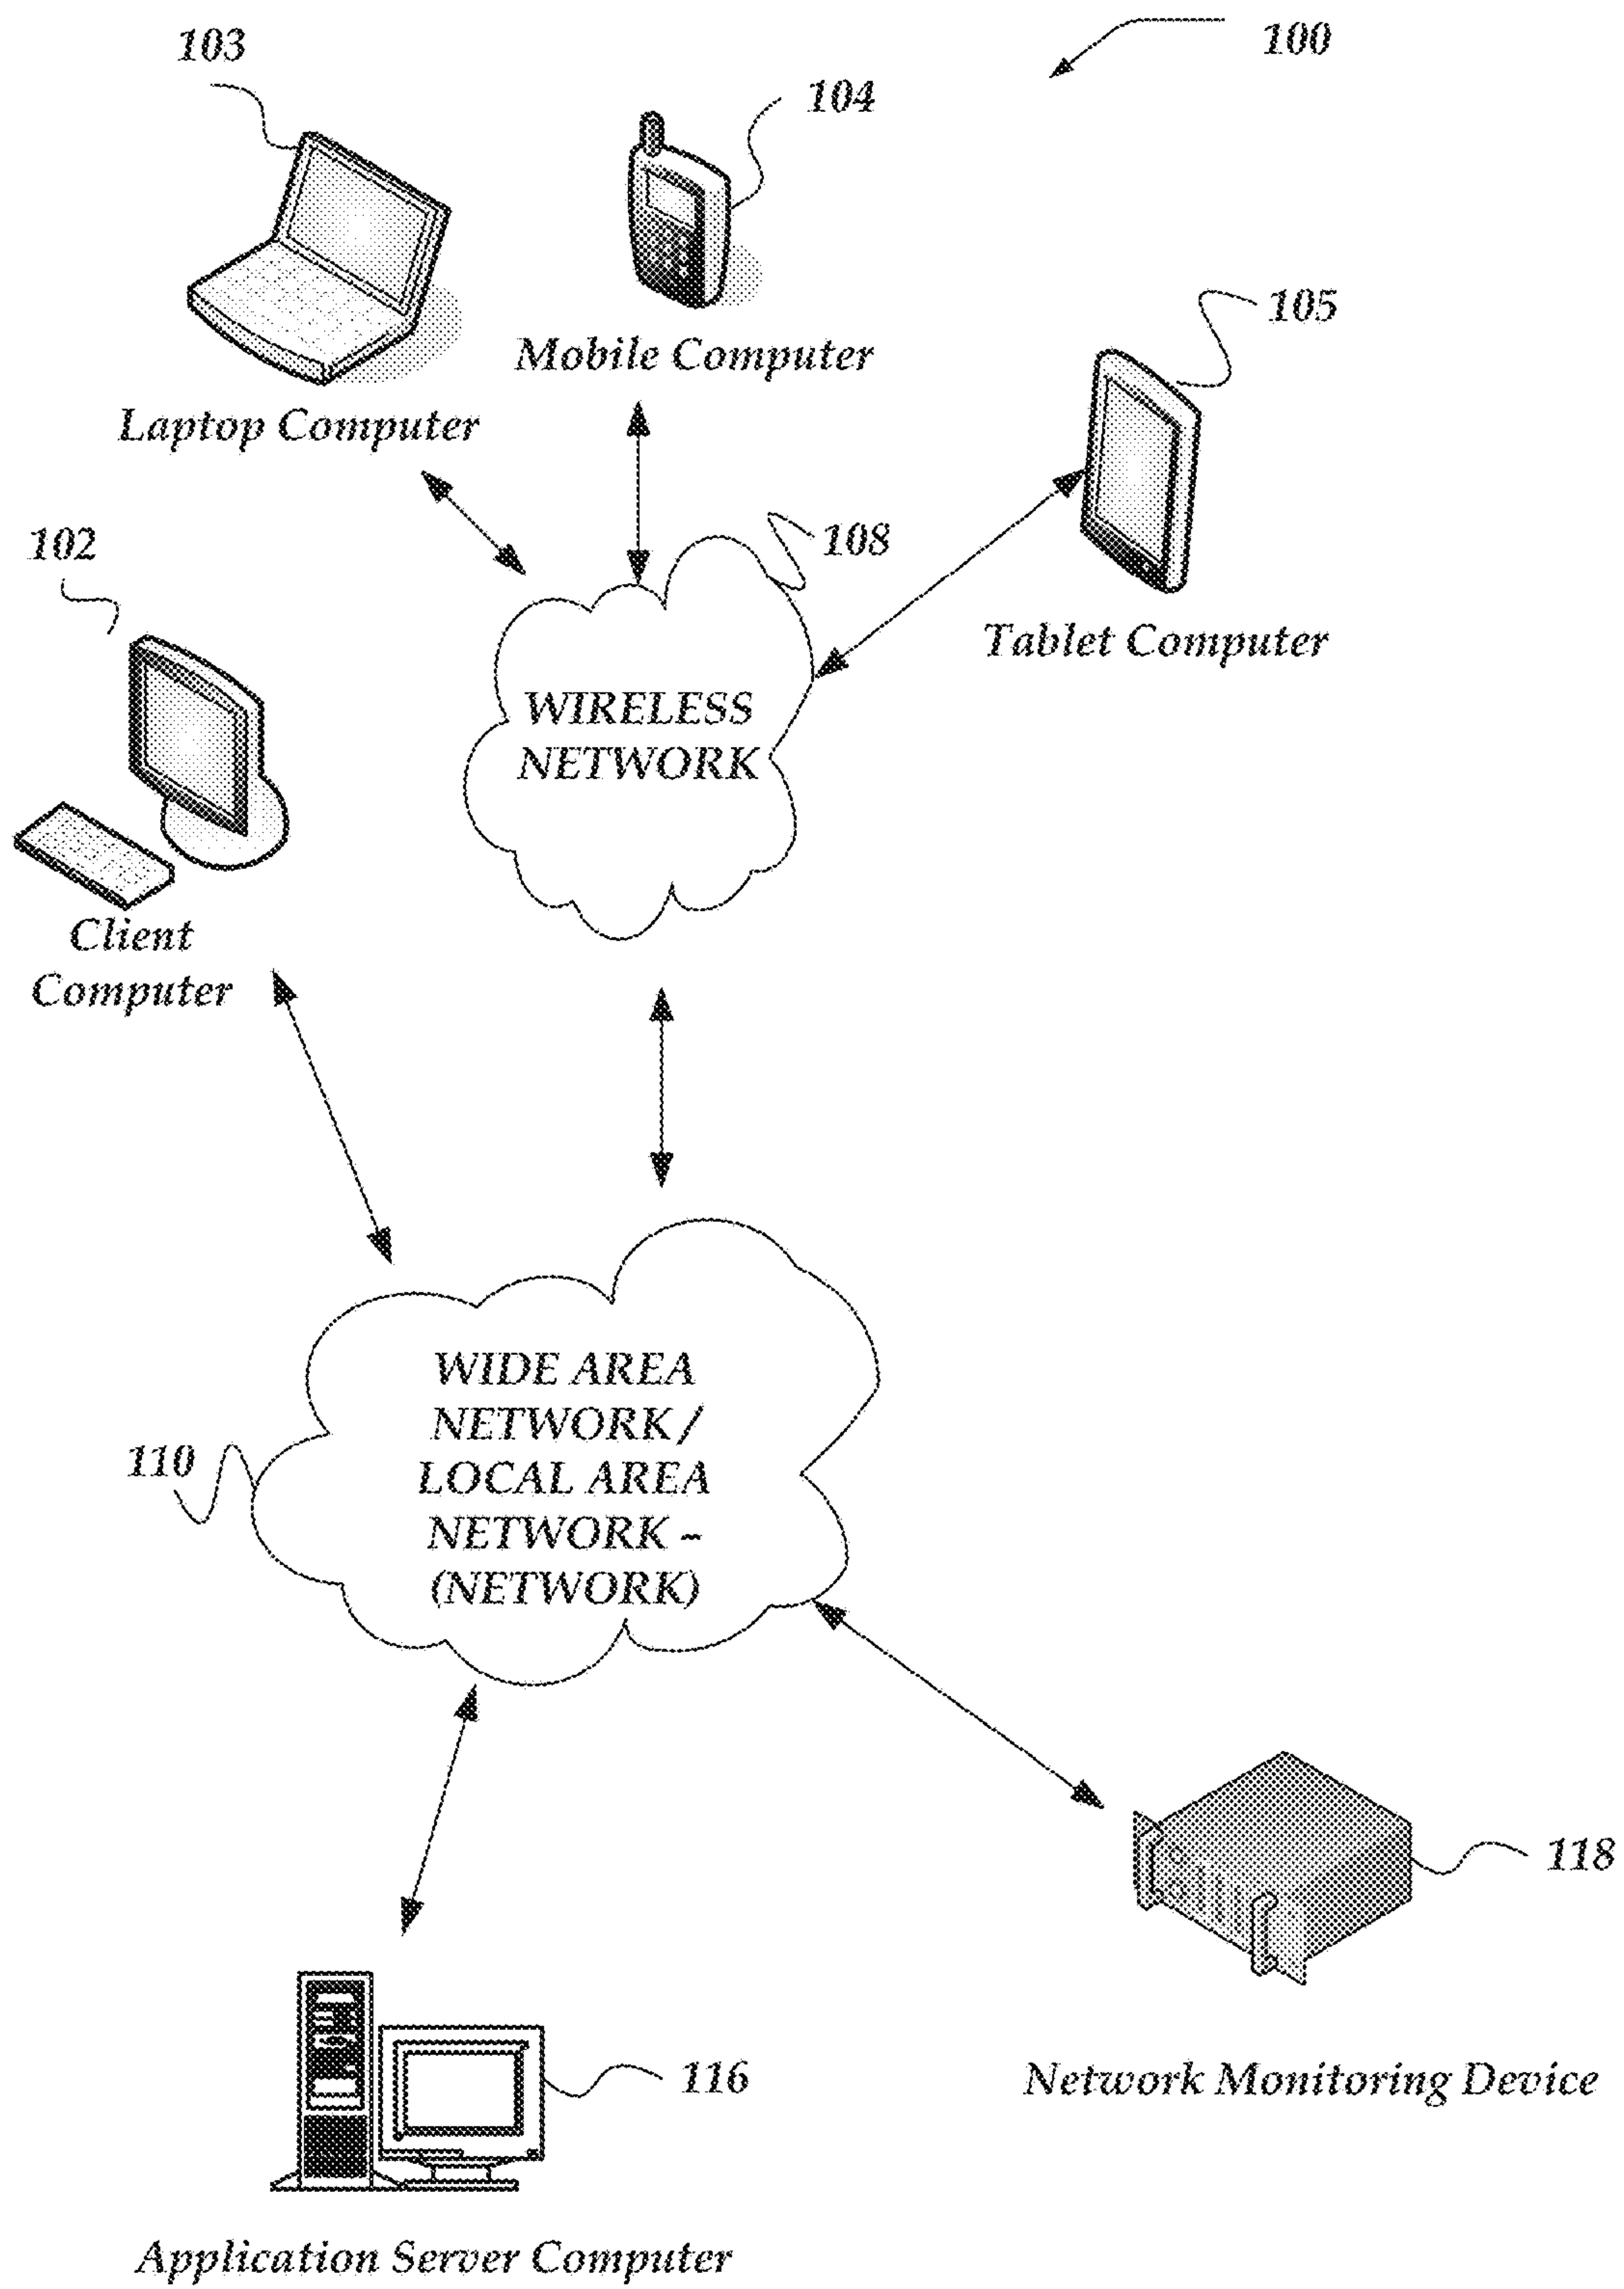 103
100
104
Mobile Computer
105
Laptop Computer
102
108
Tablet Computer
WIRELESS
NETWORK
Client
Computer
WIDE AREA
NETWORK /
LOCAL AREA
NETWORK –
(NETWORK)
110
118
116
Network Monitoring Device
Application Server Computer